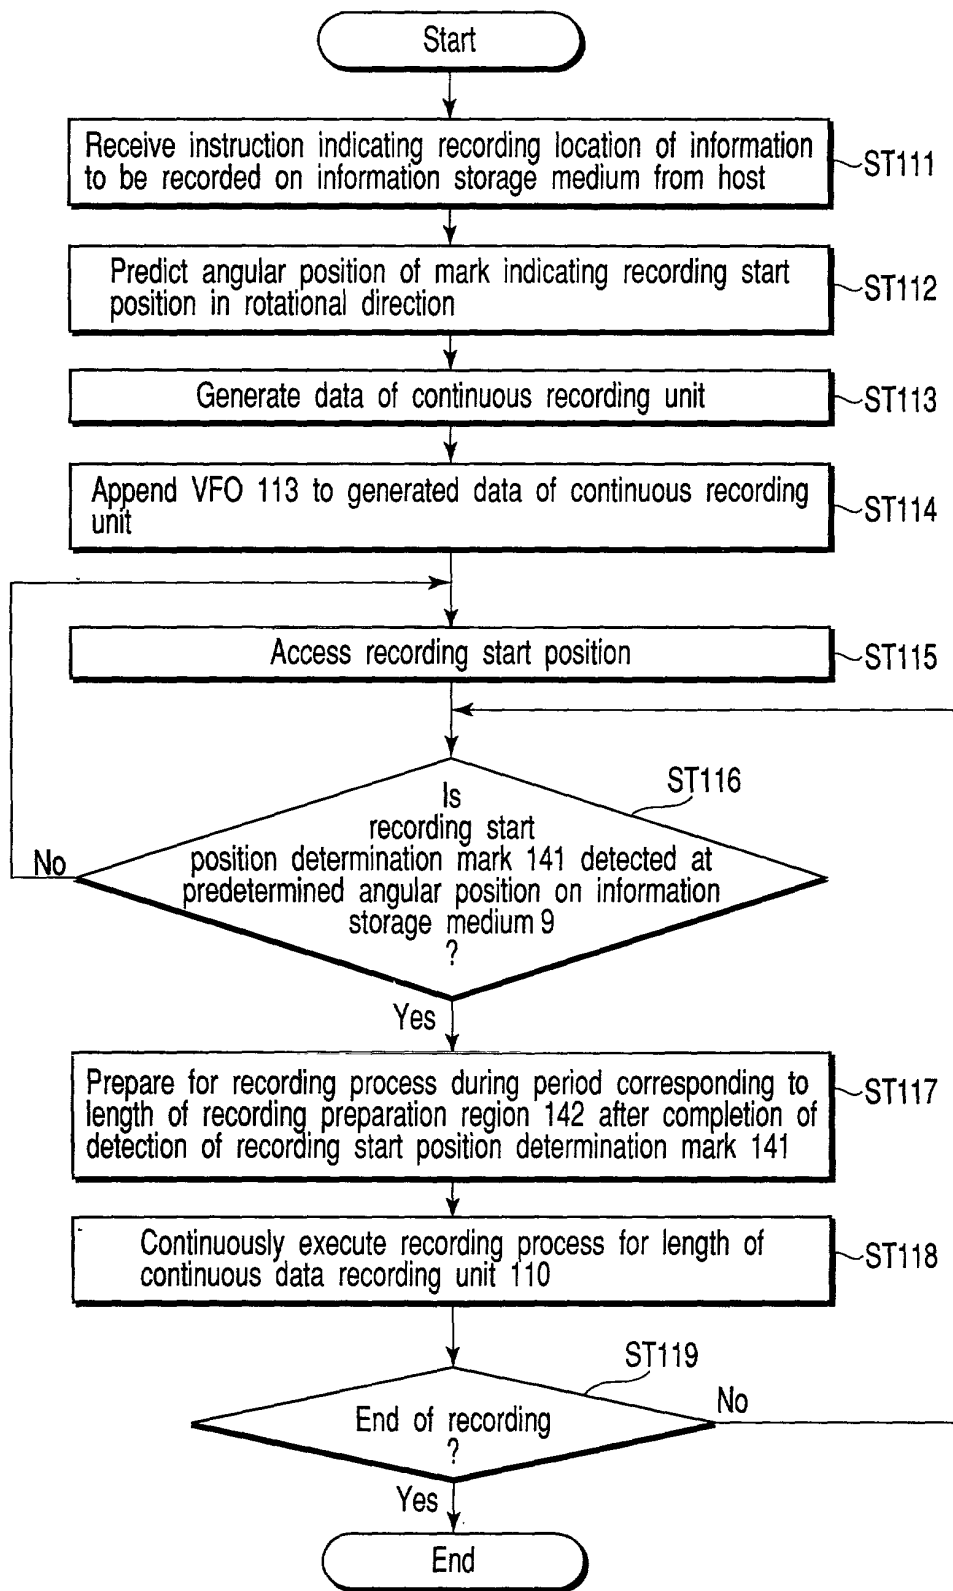 Start
Receive instruction indicating recording location of information
to be recorded on information storage medium from host
ST111
Predict angular position of mark indicating recording start
position in rotational direction
ST112
Generate data of continuous recording unit
ST113
Append VFO 113 to generated data of continuous recording
unit
ST114
Access recording start position
ST115
ST116
Is
recording start
position determination mark 141 detected at
predetermined angular position on information
storage medium 9
?
No
Yes
Prepare for recording process during period corresponding to
length of recording preparation region 142 after completion of
detection of recording start position determination mark 141
ST117
Continuously execute recording process for length of
continuous data recording unit 110
ST118
ST119
End of recording
?
No
Yes
End